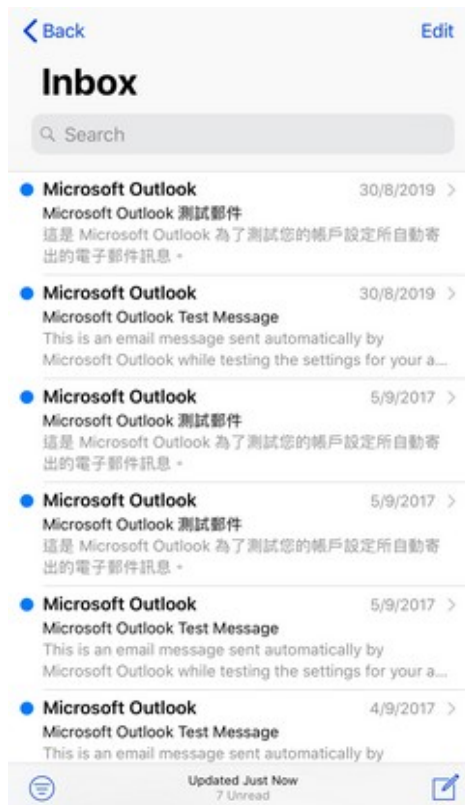 Back
Edit
Inbox
Search
Microsoft Outlook
30/8/2019
Microsoft Outlook 測試郵件
這是 Microsoft Outlook 為了測試您的帳戶設定所自動寄
出的電子郵件訊息。
Microsoft Outlook
30/8/2019
Microsoft Outlook Test Message
This is an email message sent automatically by
Microsoft Outlook while testing the settings for your a...
Microsoft Outlook
5/9/2017
Microsoft Outlook 測試郵件
這是 Microsoft Outlook 為了測試您的帳戶設定所自動寄
出的電子郵件訊息。
Microsoft Outlook
5/9/2017
Microsoft Outlook 測試郵件
這是 Microsoft Outlook 為了測試您的帳戶設定所自動寄
出的電子郵件訊息。
Microsoft Outlook
5/9/2017
Microsoft Outlook Test Message
This is an email message sent automatically by
Microsoft Outlook while testing the settings for your a...
Microsoft Outlook
4/9/2017
Microsoft Outlook Test Message
This is an email message sent automatically by
Updated Just Now
7 Unread